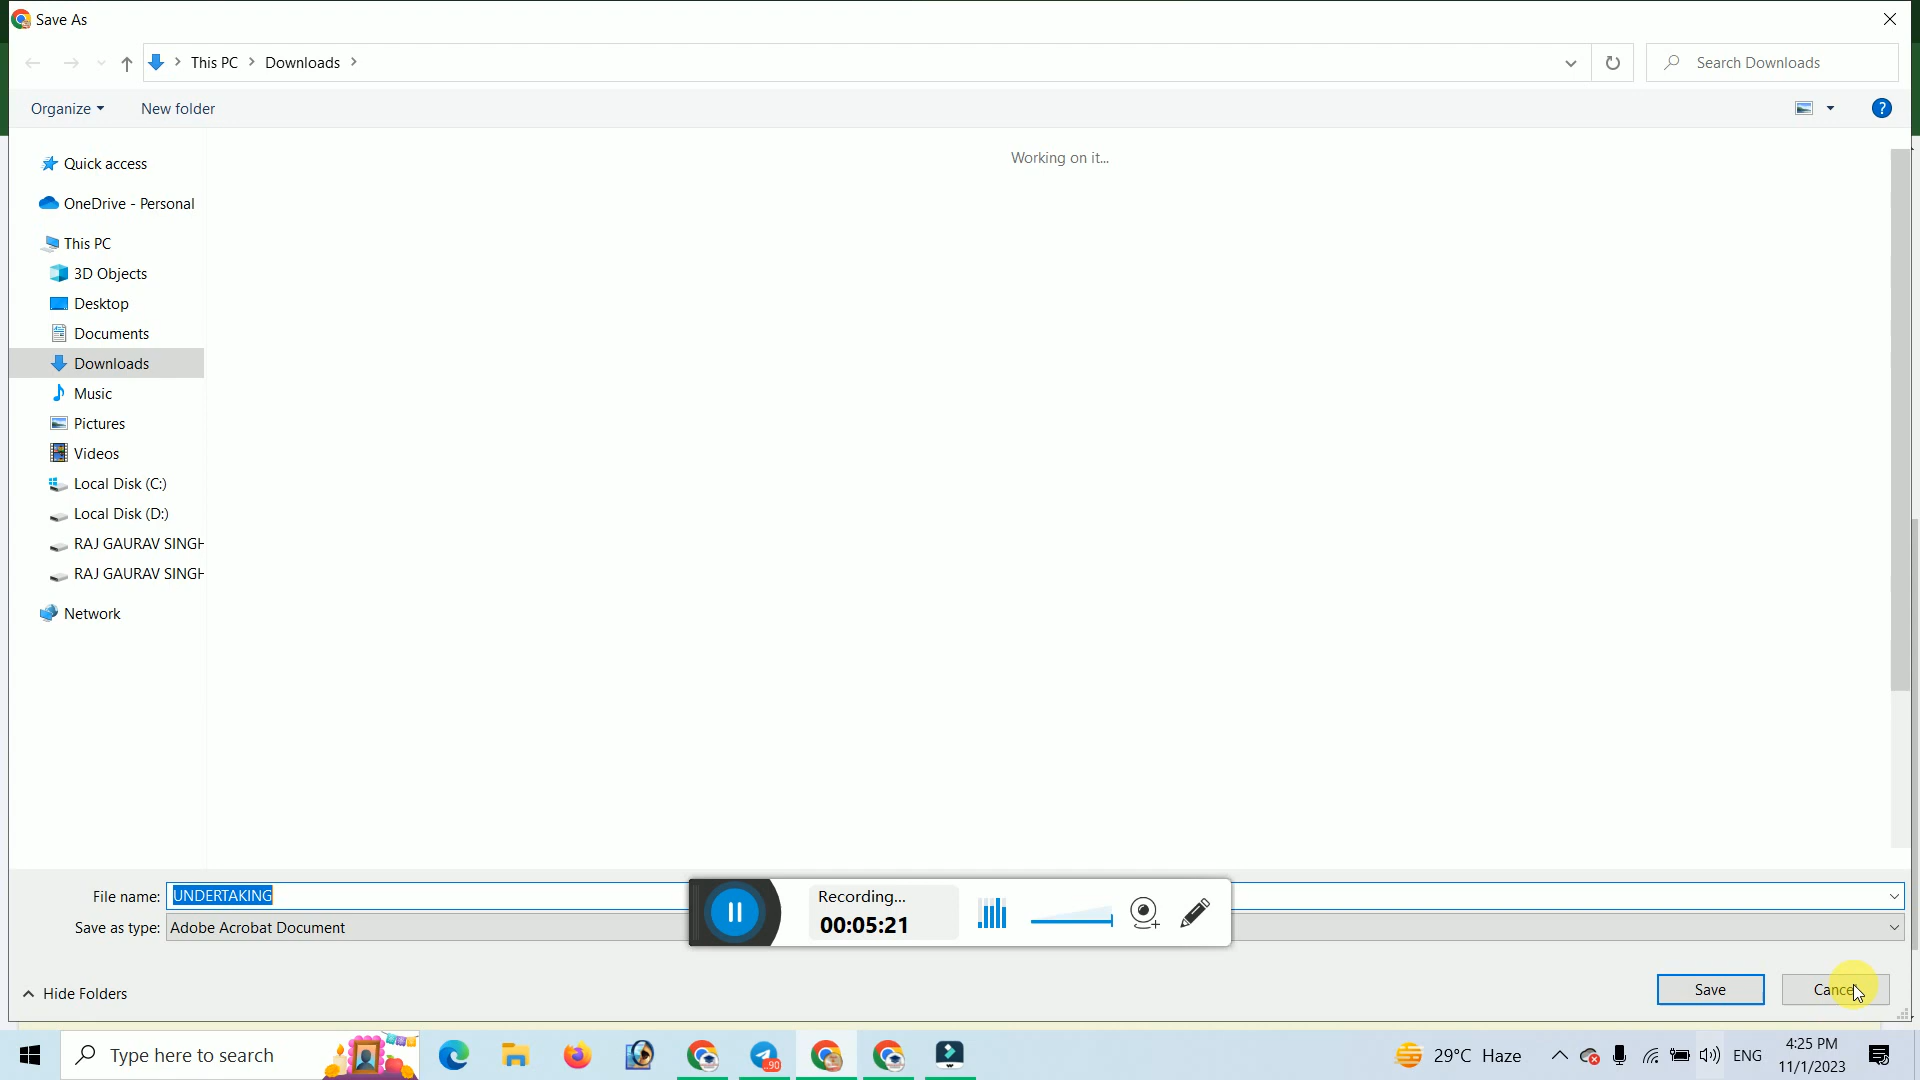 Save As
This PC
Downloads
Search Downloads
Organize
New folder
Working on it...
Quick access
OneDrive - Personal
This PC
3D Objects
Desktop
Documents
Downloads
Music
Pictures
Videos
Local Disk (C:)
Local Disk (D:)
RAJ GAURAV SINGH
RAJ GAURAV SINGH
Network
File name: UNDERTAKING
Save as type: Adobe Acrobat Document
Recording...
00:05:21
Hide Folders
Save
Cancel
Type here to search
90
29°C Haze
ENG
4:25 PM
11/1/2023